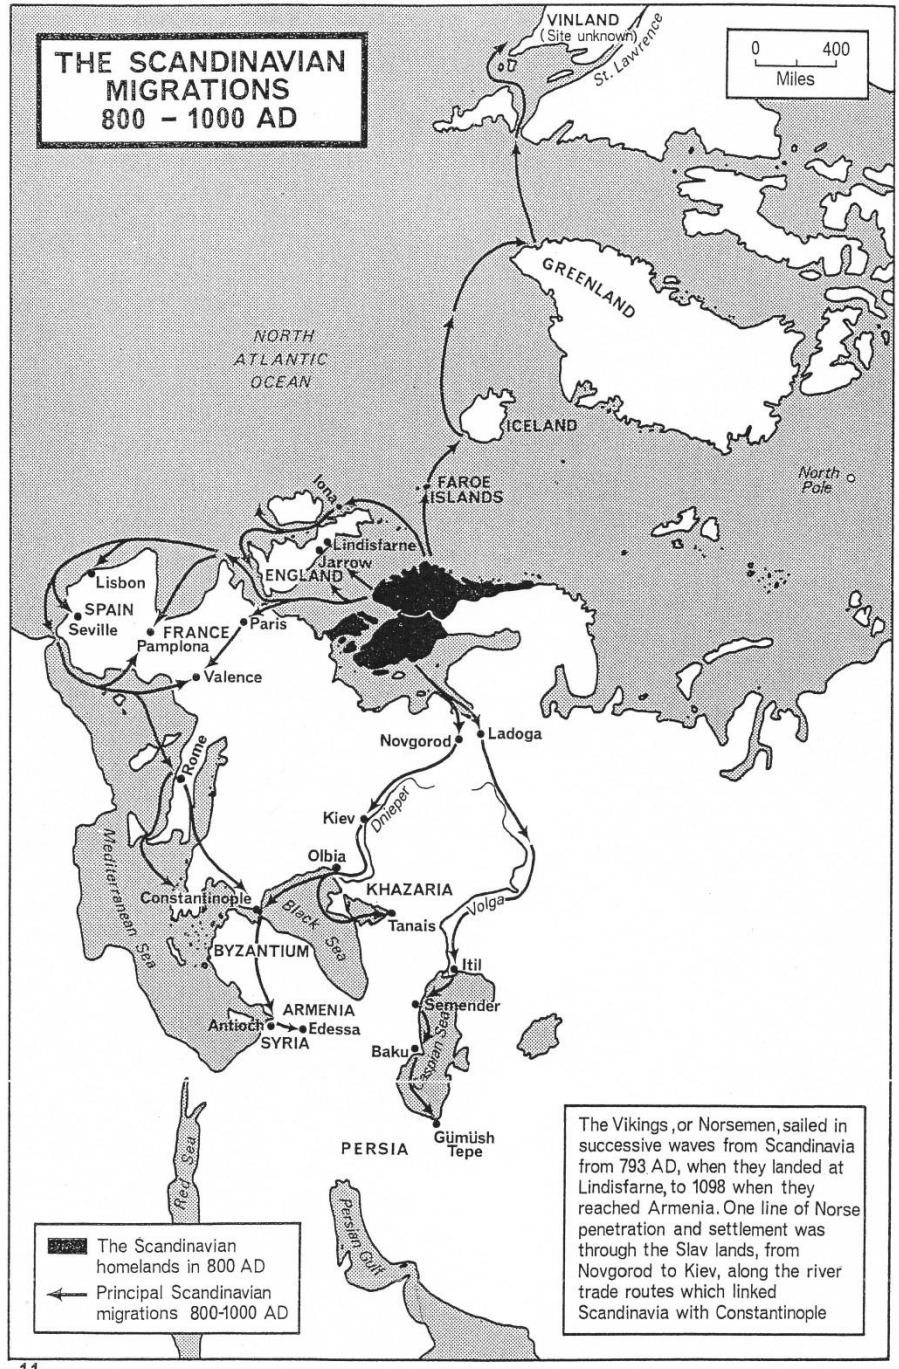 THE SCANDINAVIAN
MIGRATIONS
800 – 1000 AD
VINLAND
(Site unknown)
St. Lawrence
0 400
Miles
GREENLAND
NORTH
ATLANTIC
OCEAN
ICELAND
FAROE
ISLANDS
North
Pole
Iona
Lindisfarne
Jarrow
ENGLAND
Lisbon
SPAIN
Seville
FRANCE
Pamplona
Paris
Valence
Novgorod
Ladoga
Rome
Kiev
Dnieper
Olbia
KHAZARIA
Tanais
Volga
Mediterranean Sea
Constantinople
Black Sea
BYZANTIUM
Itil
Semender
ARMENIA
Antioch
Edessa
SYRIA
Baku
Caspian Sea
Gümüsh
Tepe
PERSIA
Red Sea
Persian Gulf
The Scandinavian
homelands in 800 AD
Principal Scandinavian
migrations 800-1000 AD
The Vikings, or Norsemen, sailed in
successive waves from Scandinavia
from 793 AD, when they landed at
Lindisfarne, to 1098 when they
reached Armenia. One line of Norse
penetration and settlement was
through the Slav lands, from
Novgorod to Kiev, along the river
trade routes which linked
Scandinavia with Constantinople